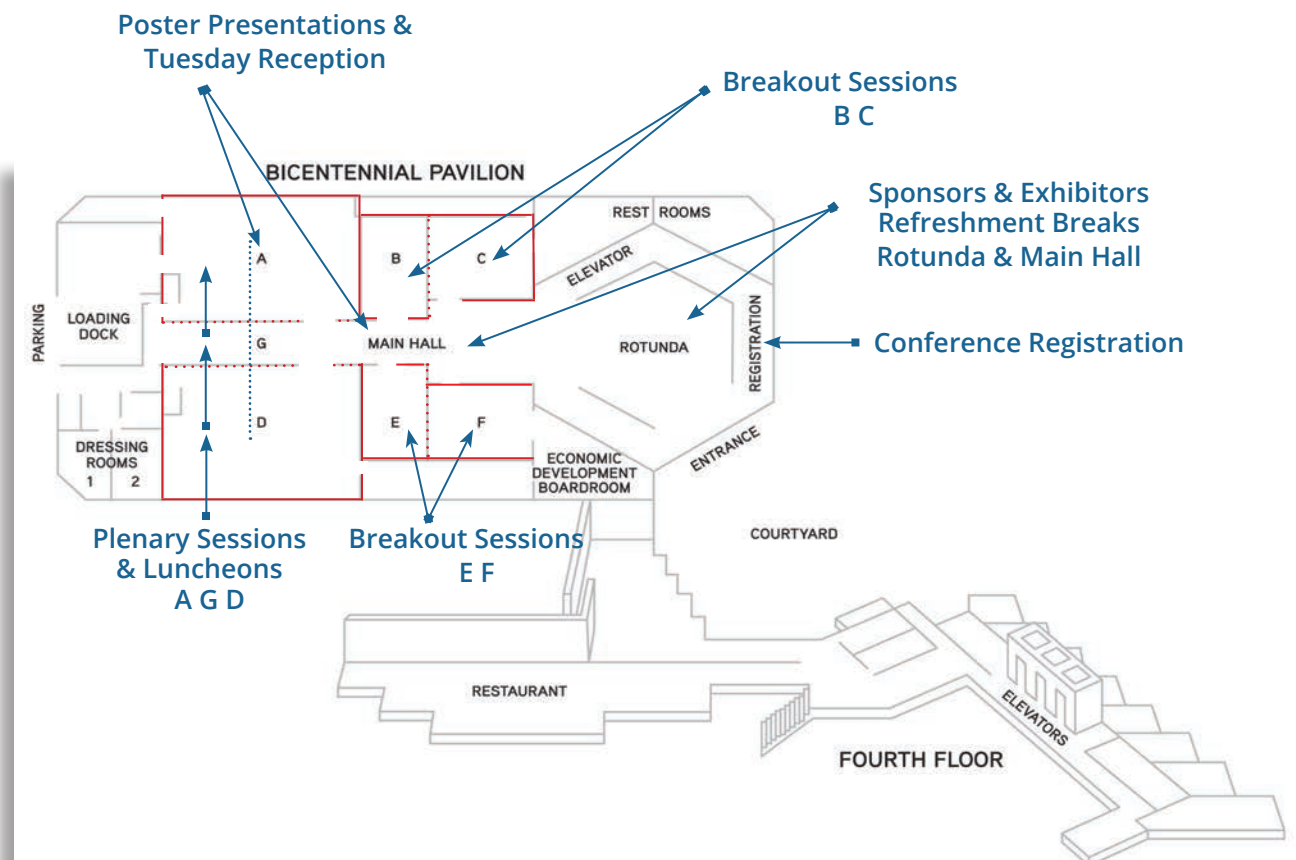 Poster Presentations &
Tuesday Reception
Breakout Sessions
B C
BICENTENNIAL PAVILION
Sponsors & Exhibitors
Refreshment Breaks
Rotunda & Main Hall
REST ROOMS
A
B
C
ELEVATOR
PARKING
LOADING
DOCK
G
MAIN HALL
ROTUNDA
REGISTRATION
Conference Registration
D
E
F
DRESSING
ROOMS
1 2
ECONOMIC
DEVELOPMENT
BOARDROOM
ENTRANCE
Plenary Sessions
& Luncheons
A G D
Breakout Sessions
E F
COURTYARD
RESTAURANT
ELEVATORS
FOURTH FLOOR